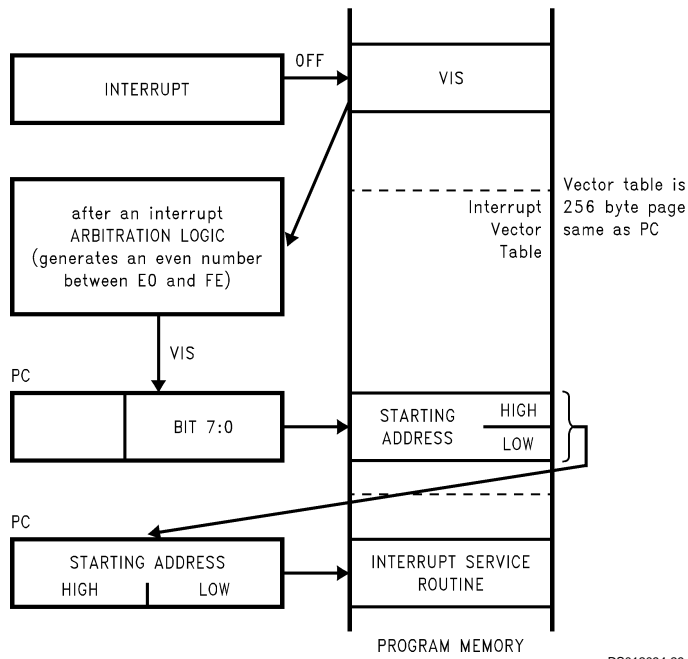 INTERRUPT
OFF
VIS
after an interrupt
ARBITRATION LOGIC
(generates an even number
between E0 and FE)
Interrupt
Vector
Table
Vector table is
256 byte page
same as PC
VIS
PC
BIT 7:0
STARTING
ADDRESS
HIGH
LOW
PC
STARTING ADDRESS
HIGH
LOW
INTERRUPT SERVICE
ROUTINE
PROGRAM MEMORY